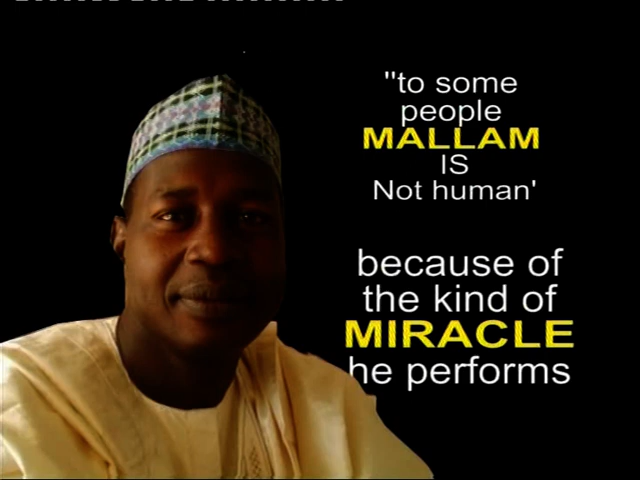 "to some
people
MALLAM
IS
Not human'
because of
the kind of
MIRACLE
he performs